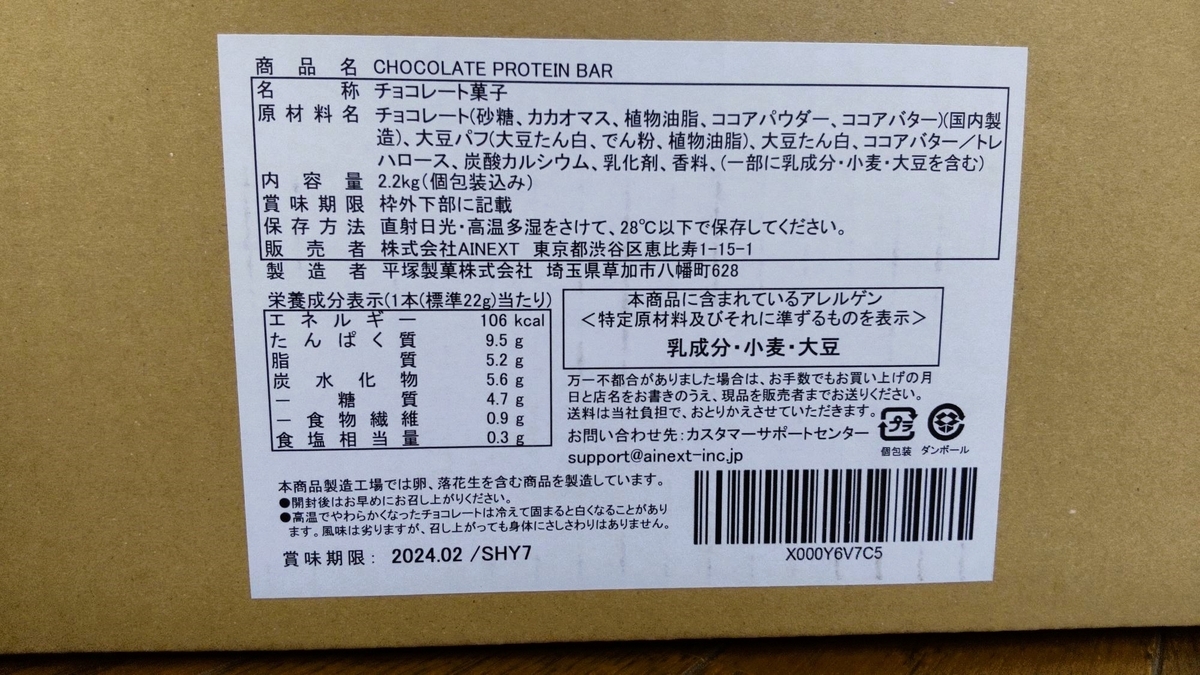 商品名 CHOCOLATE PROTEIN BAR
名称 チョコレート菓子
原材料名 チョコレート(砂糖、カカオマス、植物油脂、ココアパウダー、ココアバター)(国内製
造)、大豆パフ(大豆たん白、でん粉、植物油脂)、大豆たん白、ココアバター／トレ
ハロース、炭酸カルシウム、乳化剤、香料、(一部に乳成分・小麦・大豆を含む)
内容量 2.2kg(個包装込み)
賞味期限 枠外下部に記載
保存方法 直射日光・高温多湿をさけて、28℃以下で保存してください。
販売者 株式会社AINEXT 東京都渋谷区恵比寿1-15-1
製造者 平塚製菓株式会社 埼玉県草加市八幡町628
栄養成分表示(1本(標準22g)当たり)
エネルギー 106 kcal
たんぱく質 9.5 g
脂質 5.2 g
炭水化物 5.6 g
－糖質 4.7 g
－食物繊維 0.9 g
食塩相当量 0.3 g
本商品に含まれているアレルゲン
＜特定原材料及びそれに準ずるものを表示＞
乳成分・小麦・大豆
万一不都合がありました場合は、お手数でもお買い上げの月
日と店名をお書きのうえ、現品を販売者までお送りください。
送料は当社負担で、おとりかえさせていただきます。
お問い合わせ先：カスタマーサポートセンター
support@ainext-inc.jp
プラ
個包装 ダンボール
本商品製造工場では卵、落花生を含む商品を製造しています。
●開封後はお早めにお召し上がりください。
●高温でやわらかくなったチョコレートは冷えて固まると白くなることがあり
ます。風味は劣りますが、召し上がっても身体にさしさわりはありません。
賞味期限： 2024.02 /SHY7
X000Y6V7C5